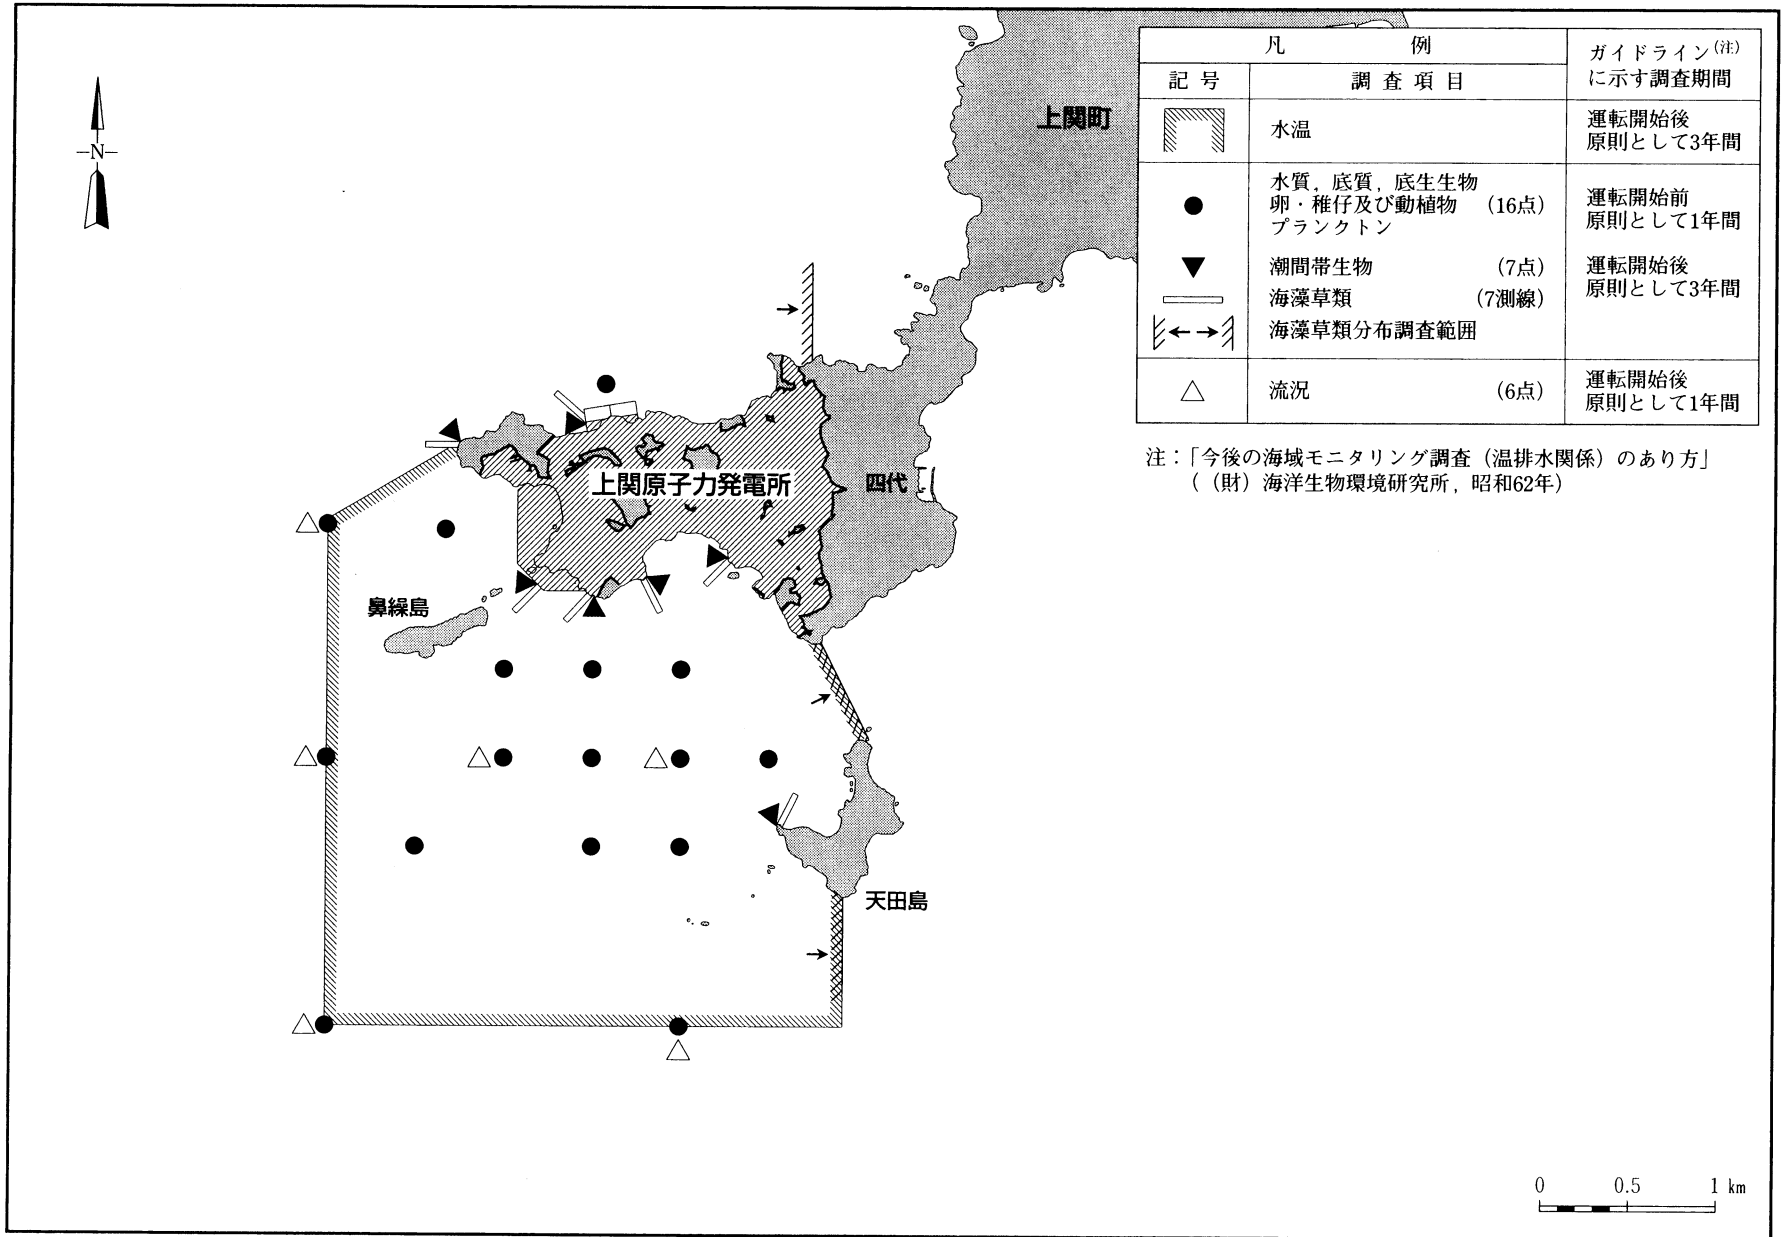 凡 例
ガイドライン(注)
に示す調査期間
記 号
調 査 項 目
水温
運転開始後
原則として3年間
水質，底質，底生生物
卵・稚仔及び動植物 (16点)
プランクトン
運転開始前
原則として1年間
潮間帯生物 (7点)
運転開始後
原則として3年間
海藻草類 (7測線)
海藻草類分布調査範囲
流況 (6点)
運転開始後
原則として1年間
注：「今後の海域モニタリング調査（温排水関係）のあり方」
（（財）海洋生物環境研究所，昭和62年）
N
上関町
上関原子力発電所
四代
鼻繰島
天田島
0 0.5 1 km